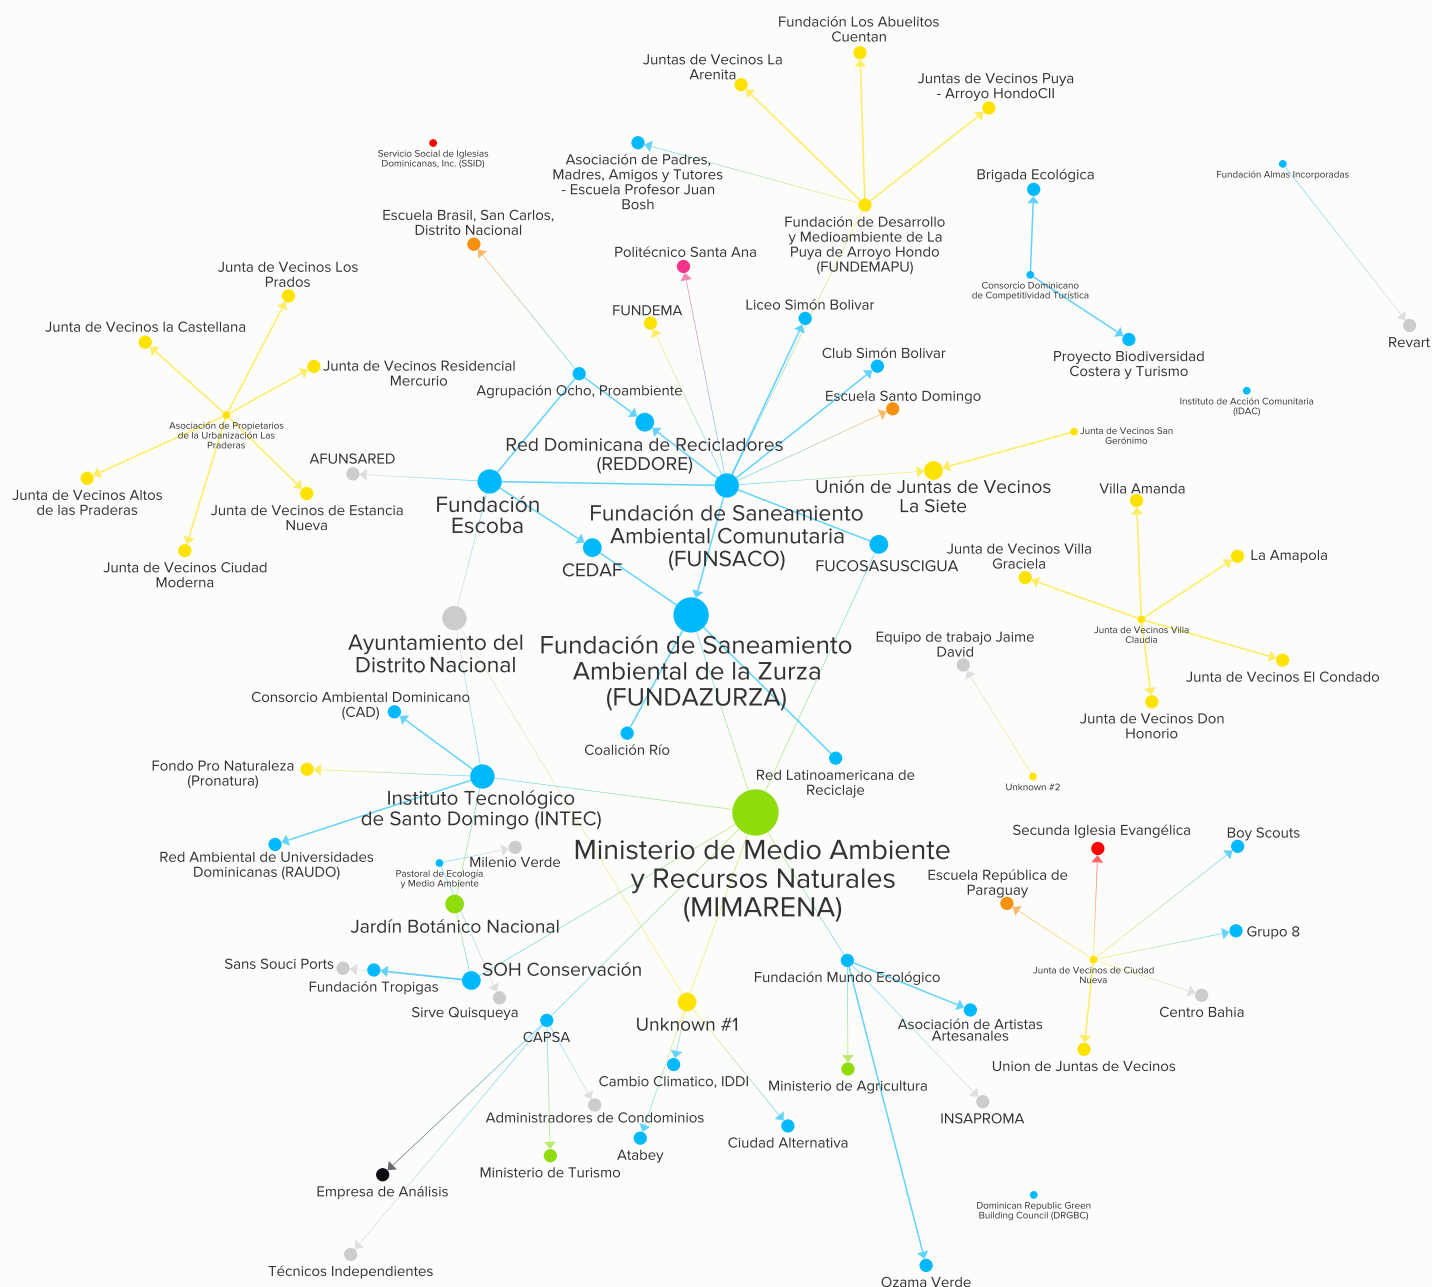 Fundación Los Abuelitos
Cuentan
Juntas de Vecinos La
Arenita
Juntas de Vecinos Puya
- Arroyo HondoCII
Servicio Social de Iglesias
Dominicanas, Inc. (SSID)
Asociación de Padres,
Madres, Amigos y Tutores
- Escuela Profesor Juan
Bosh
Brigada Ecológica
Fundación Almas Incorporadas
Escuela Brasil, San Carlos,
Distrito Nacional
Fundación de Desarrollo
y Medioambiente de La
Puya de Arroyo Hondo
(FUNDEMAPU)
Politécnico Santa Ana
Junta de Vecinos Los
Prados
Consorcio Dominicano
de Competitividad Turística
FUNDEMA
Liceo Simón Bolivar
Junta de Vecinos la Castellana
Revart
Club Simón Bolivar
Proyecto Biodiversidad
Costera y Turismo
Junta de Vecinos Residencial
Mercurio
Agrupación Ocho, Proambiente
Escuela Santo Domingo
Instituto de Acción Comunitaria
(IDAC)
Asociación de Propietarios
de la Urbanización Las
Praderas
Junta de Vecinos San
Gerónimo
Red Dominicana de Recicladores
(REDDORE)
AFUNSARED
Unión de Juntas de Vecinos
La Siete
Villa Amanda
Junta de Vecinos Altos
de las Praderas
Junta de Vecinos de Estancia
Nueva
Fundación
Escoba
Fundación de Saneamiento
Ambiental Comunutaria
(FUNSACO)
Junta de Vecinos Villa
Graciela
La Amapola
Junta de Vecinos Ciudad
Moderna
CEDAF
FUCOSASUSCIGUA
Junta de Vecinos Villa
Claudia
Ayuntamiento del
Distrito Nacional
Fundación de Saneamiento
Ambiental de la Zurza
(FUNDAZURZA)
Equipo de trabajo Jaime
David
Junta de Vecinos El Condado
Consorcio Ambiental Dominicano
(CAD)
Junta de Vecinos Don
Honorio
Coalición Río
Fondo Pro Naturaleza
(Pronatura)
Red Latinoamericana de
Reciclaje
Unknown #2
Instituto Tecnológico
de Santo Domingo (INTEC)
Secunda Iglesia Evangélica
Boy Scouts
Red Ambiental de Universidades
Dominicanas (RAUDO)
Milenio Verde
Pastoral de Ecología
y Medio Ambiente
Ministerio de Medio Ambiente
y Recursos Naturales
(MIMARENA)
Escuela República de
Paraguay
Jardín Botánico Nacional
Grupo 8
Sans Souci Ports
SOH Conservación
Fundación Tropigas
Fundación Mundo Ecológico
Junta de Vecinos de Ciudad
Nueva
Sirve Quisqueya
Centro Bahia
Unknown #1
Asociación de Artistas
Artesanales
CAPSA
Union de Juntas de Vecinos
Cambio Climatico, IDDI
Ministerio de Agricultura
Administradores de Condominios
INSAPROMA
Ciudad Alternativa
Atabey
Ministerio de Turismo
Empresa de Análisis
Dominican Republic Green
Building Council (DRGBC)
Técnicos Independientes
Ozama Verde